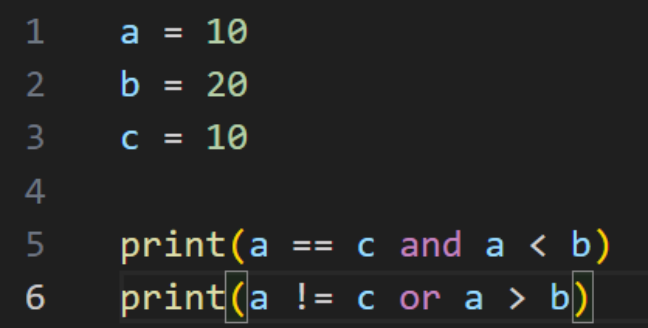 1 a = 10
2 b = 20
3 c = 10
4
5 print(a == c and a < b)
6 print(a != c or a > b)